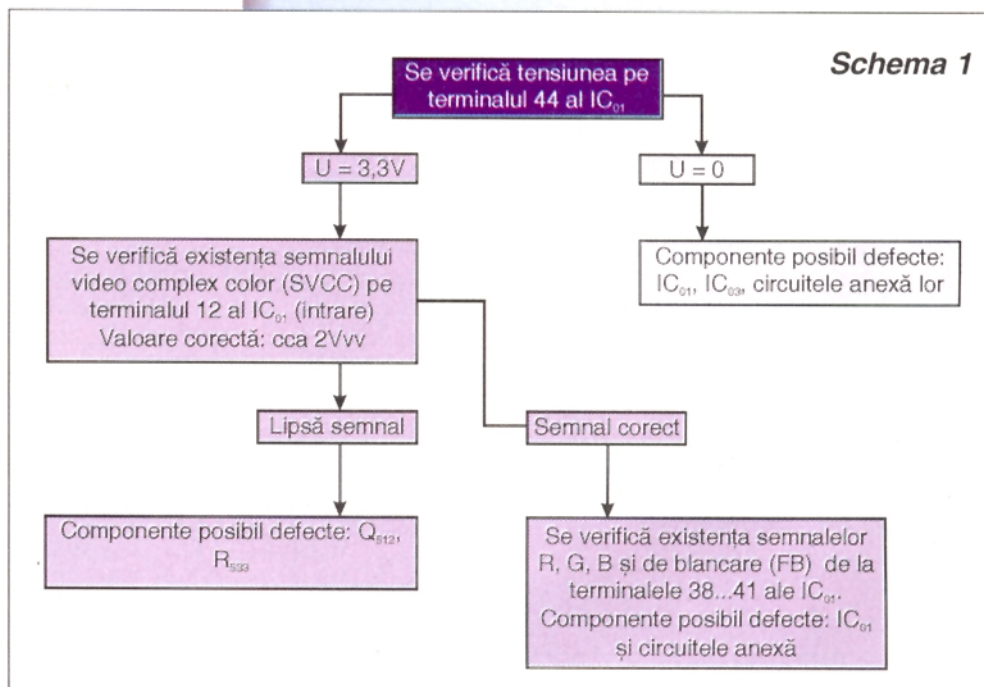 Schema 1
Se verifică tensiunea pe
terminalul 44 al IC₀₁
U = 3,3V
U = 0
Se verifică existența semnalului
video complex color (SVCC) pe
terminalul 12 al IC₀₁ (intrare)
Valoare corectă: cca 2Vvv
Componente posibil defecte:
IC₀₁, IC₀₃, circuitele anexă lor
Lipsă semnal
Semnal corect
Componente posibil defecte: Q₅₁₂,
R₅₃₃
Se verifică existența semnalelor
R, G, B și de blancare (FB) de la
terminalele 38...41 ale IC₀₁.
Componente posibil defecte: IC₀₁
și circuitele anexă